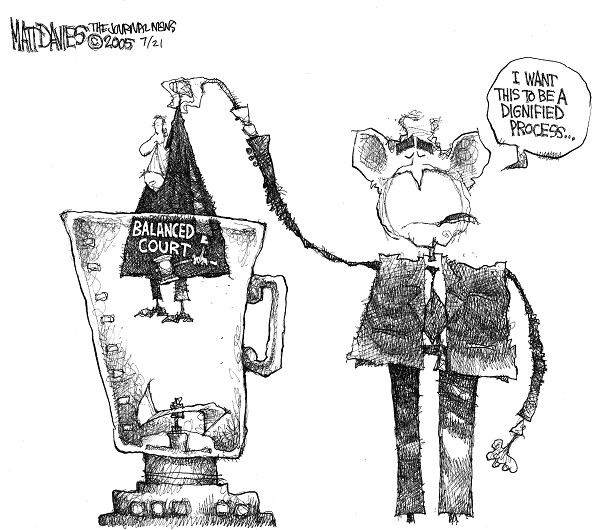 MATT DAVIES THE JOURNAL NEWS
©2005 7/21
I WANT
THIS TO BE A
DIGNIFIED
PROCESS...
BALANCED
COURT